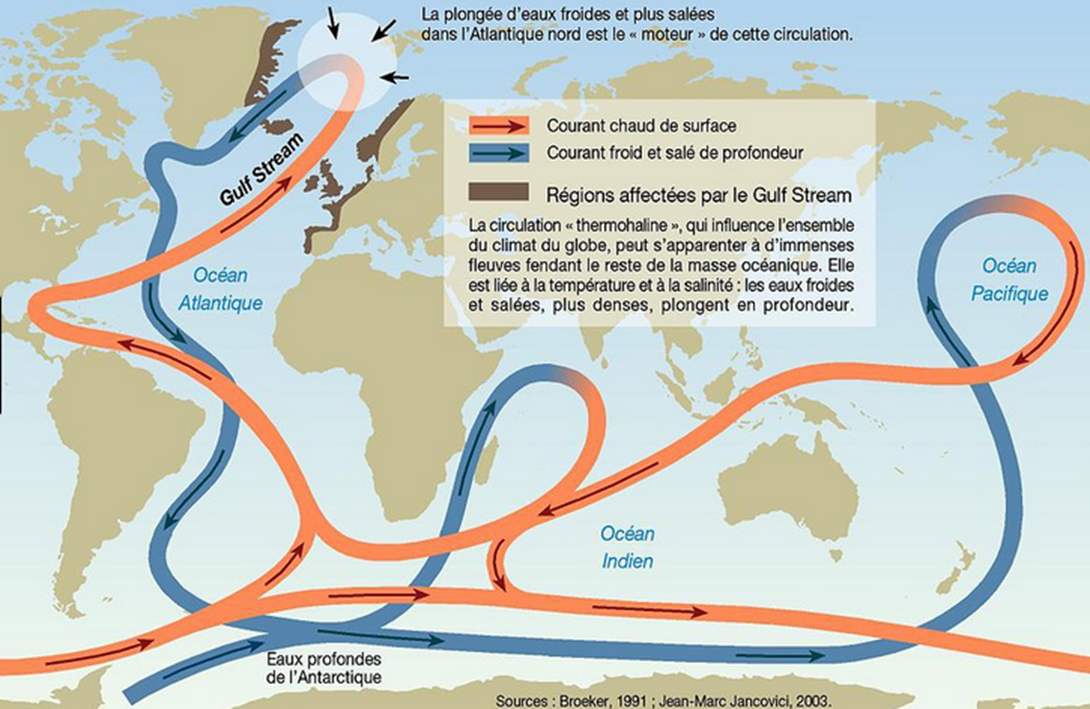 La plongée d'eaux froides et plus salées
dans l'Atlantique nord est le « moteur » de cette circulation.
Courant chaud de surface
Courant froid et salé de profondeur
Régions affectées par le Gulf Stream
La circulation « thermohaline », qui influence l'ensemble
du climat du globe, peut s'apparenter à d'immenses
fleuves fendant le reste de la masse océanique. Elle
est liée à la température et à la salinité : les eaux froides
et salées, plus denses, plongent en profondeur.
Gulf Stream
Océan
Atlantique
Océan
Pacifique
Océan
Indien
Eaux profondes
de l'Antarctique
Sources : Broeker, 1991 ; Jean-Marc Jancovici, 2003.